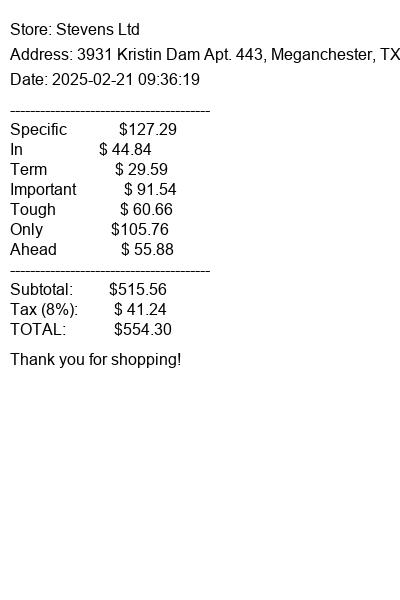 Store: Stevens Ltd
Address: 3931 Kristin Dam Apt. 443, Meganchester, TX
Date: 2025-02-21 09:36:19
----------------------------------------
Specific $127.29
In $ 44.84
Term $ 29.59
Important $ 91.54
Tough $ 60.66
Only $105.76
Ahead $ 55.88
----------------------------------------
Subtotal: $515.56
Tax (8%): $ 41.24
TOTAL: $554.30
Thank you for shopping!